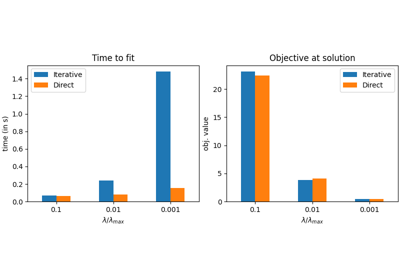 Time to fit
Iterative
Direct
time (in s)
1.4
1.2
1.0
0.8
0.6
0.4
0.2
0.0
0.1
0.01
0.001
λ/λmax
Objective at solution
Iterative
Direct
obj. value
20
15
10
5
0
0.1
0.01
0.001
λ/λmax